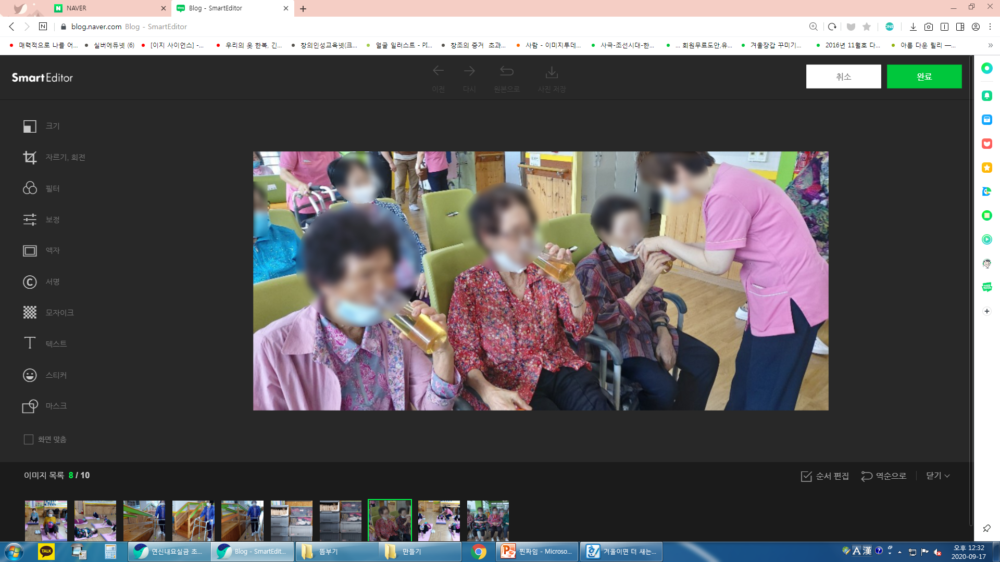 NAVER
Blog - SmartEditor
blog.naver.com Blog - SmartEditor
ONE
매력적으로 나를 어...
실버에듀넷 (6)
[이지 사이언스] -...
우리의 옷 한복, 긴...
창의인성교육넷(크...
얼굴 일러스트 - PI...
창조의 증거 초과...
사람 - 이미지투데...
사극-조선시대-한...
... 회원무료도안,유...
겨울장갑 꾸미기...
2016년 11월호 다...
아름 다운 릴리 —...
SmartEditor
이전
다시
원본으로
사진 저장
취소
완료
크기
자르기, 회전
필터
보정
액자
서명
모자이크
텍스트
스티커
마스크
화면 맞춤
이미지 목록 8 / 10
순서 편집
역순으로
닫기
WEB TOON
TALK
연신내요실금 초...
Blog - SmartEdit...
뜸부기
만들기
찐짜임 - Microso...
겨울이면 더 새는...
A 漢
오후 12:32
2020-09-17